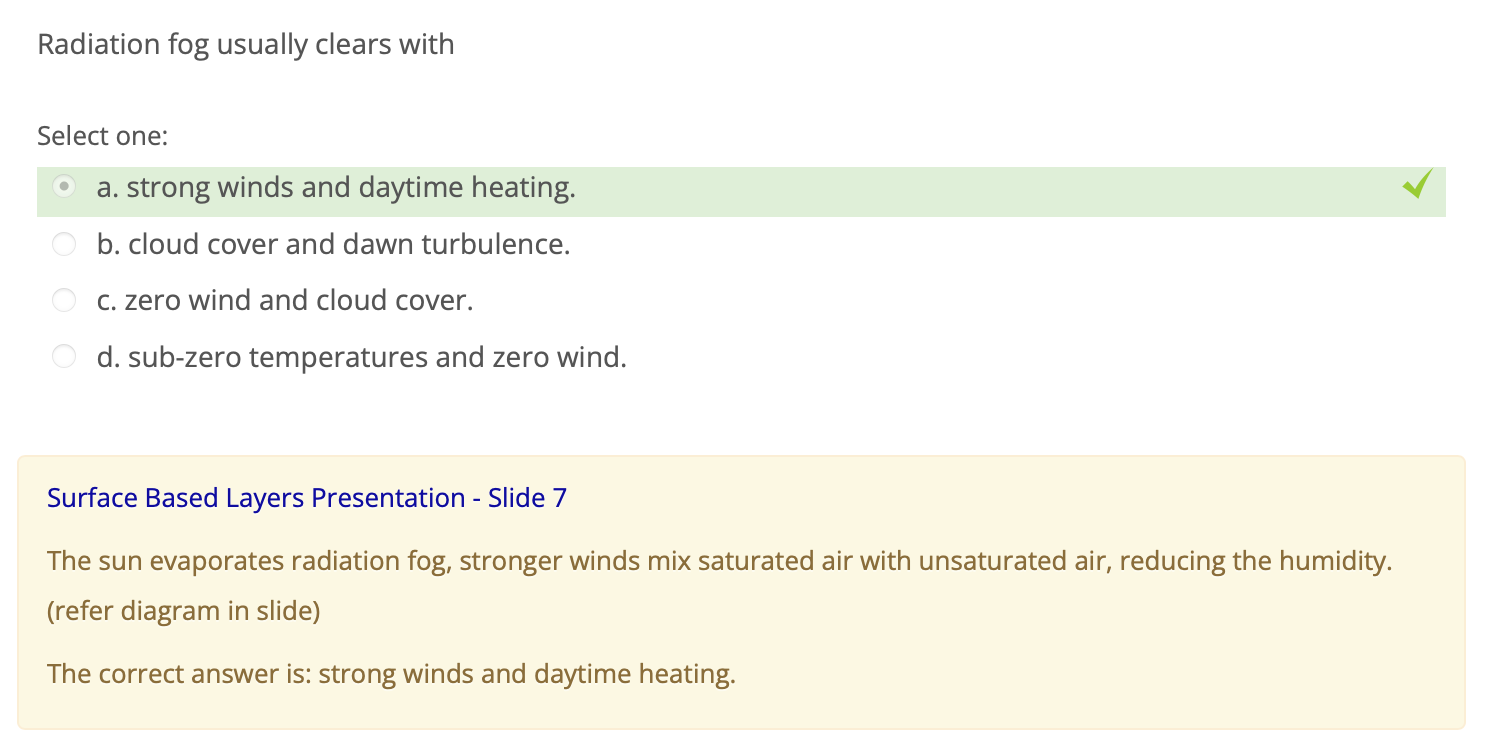 Radiation fog usually clears with
Select one:
a. strong winds and daytime heating.
b. cloud cover and dawn turbulence.
c. zero wind and cloud cover.
d. sub-zero temperatures and zero wind.
Surface Based Layers Presentation - Slide 7
The sun evaporates radiation fog, stronger winds mix saturated air with unsaturated air, reducing the humidity.
(refer diagram in slide)
The correct answer is: strong winds and daytime heating.